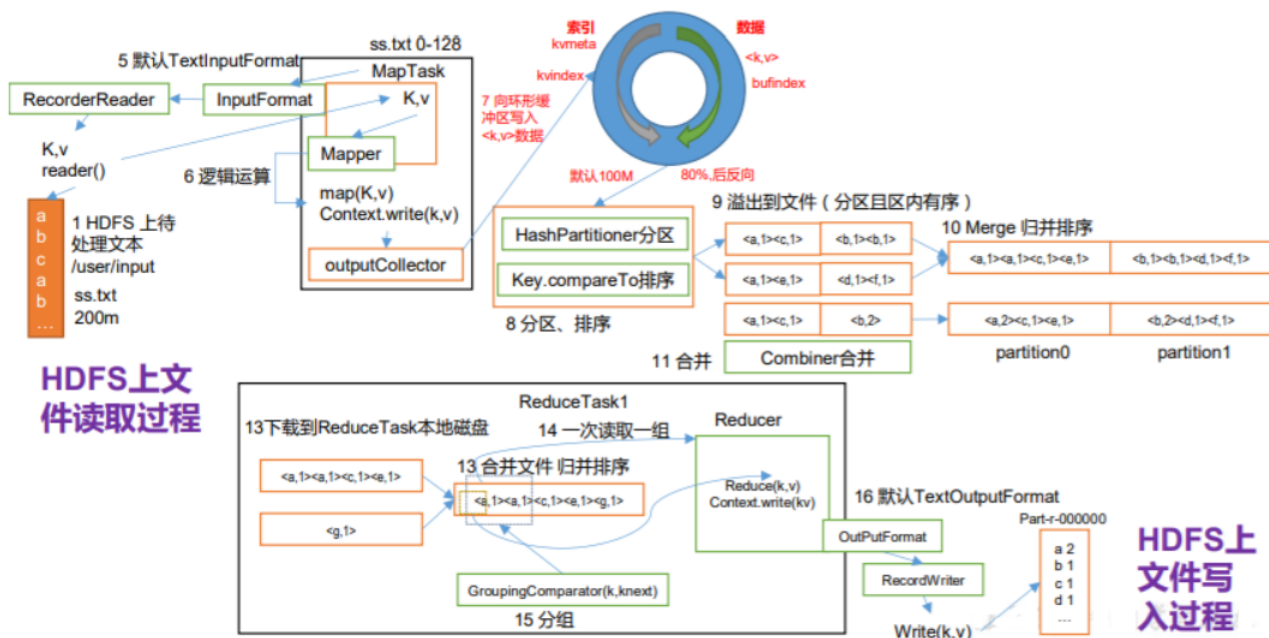 5 默认TextInputFormat
RecorderReader
InputFormat
K,v
reader()
a
b
c
a
b
...
1 HDFS 上待
处理文本
/user/input
ss.txt
200m
HDFS上文
件读取过程
ss.txt 0-128
MapTask
K,v
Mapper
6 逻辑运算
map(K,v)
Context.write(k,v)
outputCollector
7 向环形缓
冲区写入
<k,v>数据
索引
kvmeta
kvindex
数据
<k,v>
bufindex
默认100M
80%,后反向
HashPartitioner分区
Key.compareTo排序
8 分区、排序
9 溢出到文件（分区且区内有序）
<a,1><c,1>
<b,1><b,1>
<a,1><e,1>
<d,1><f,1>
<a,1><c,1>
<b,2>
11 合并
Combiner合并
10 Merge 归并排序
<a,1><a,1><c,1><e,1>
<b,1><b,1><d,1><f,1>
<a,2><c,1><e,1>
<b,2><d,1><f,1>
partition0
partition1
ReduceTask1
13下载到ReduceTask本地磁盘
<a,1><a,1><c,1><e,1>
<g,1>
13 合并文件 归并排序
<a,1><a,1><c,1><e,1><g,1>
14 一次读取一组
GroupingComparator(k,knext)
15 分组
Reducer
Reduce(k,v)
Context.write(kv)
16 默认TextOutputFormat
OutPutFormat
RecordWriter
Write(k,v)
Part-r-000000
a 2
b 1
c 1
d 1
...
HDFS上
文件写
入过程